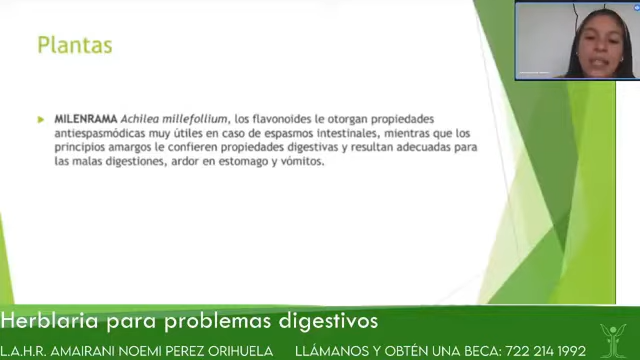 Plantas
MILENRAMA Achilea millefollium, los flavonoides le otorgan propiedades
antiespasmódicas muy útiles en caso de espasmos intestinales, mientras que los
principios amargos le confieren propiedades digestivas y resultan adecuadas para
las malas digestiones, ardor en estomago y vómitos.
Herblaria para problemas digestivos
L.A.H.R. AMAIRANI NOEMI PEREZ ORIHUELA LLÁMANOS Y OBTÉN UNA BECA: 722 214 1992